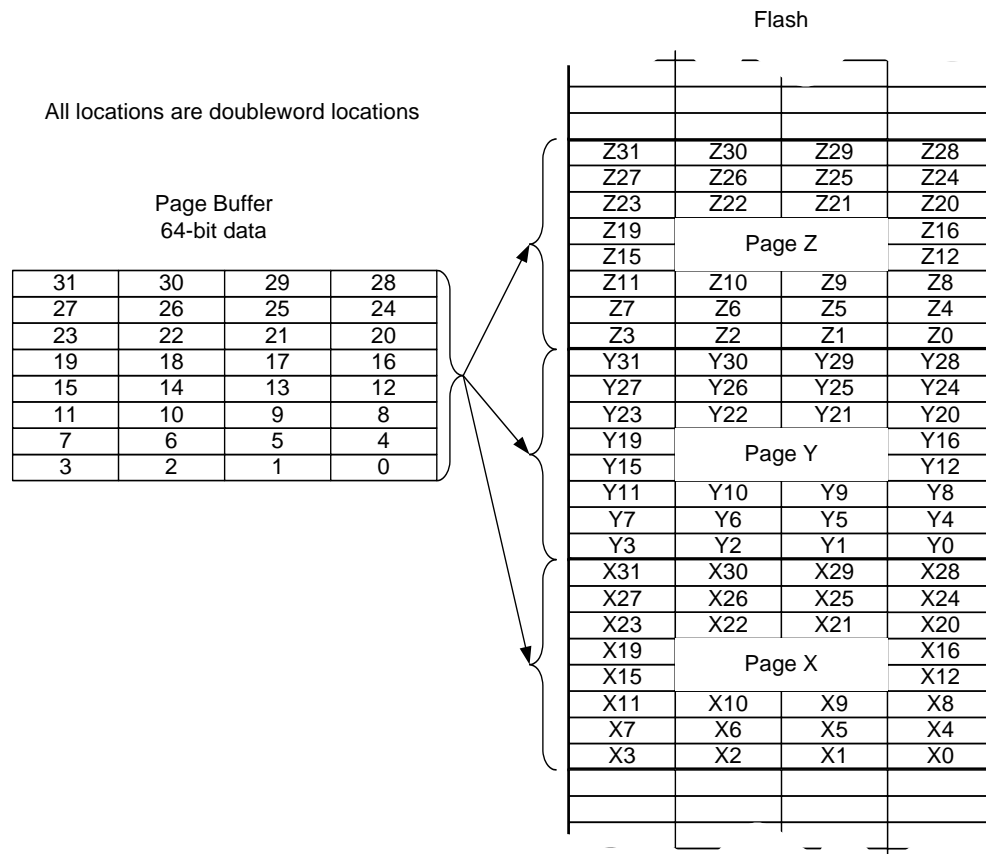 Flash
All locations are doubleword locations
Page Buffer
64-bit data
31 30 29 28
27 26 25 24
23 22 21 20
19 18 17 16
15 14 13 12
11 10 9 8
7 6 5 4
3 2 1 0
Z31 Z30 Z29 Z28
Z27 Z26 Z25 Z24
Z23 Z22 Z21 Z20
Z19 Z16
Page Z
Z15 Z12
Z11 Z10 Z9 Z8
Z7 Z6 Z5 Z4
Z3 Z2 Z1 Z0
Y31 Y30 Y29 Y28
Y27 Y26 Y25 Y24
Y23 Y22 Y21 Y20
Y19 Y16
Page Y
Y15 Y12
Y11 Y10 Y9 Y8
Y7 Y6 Y5 Y4
Y3 Y2 Y1 Y0
X31 X30 X29 X28
X27 X26 X25 X24
X23 X22 X21 X20
X19 X16
Page X
X15 X12
X11 X10 X9 X8
X7 X6 X5 X4
X3 X2 X1 X0